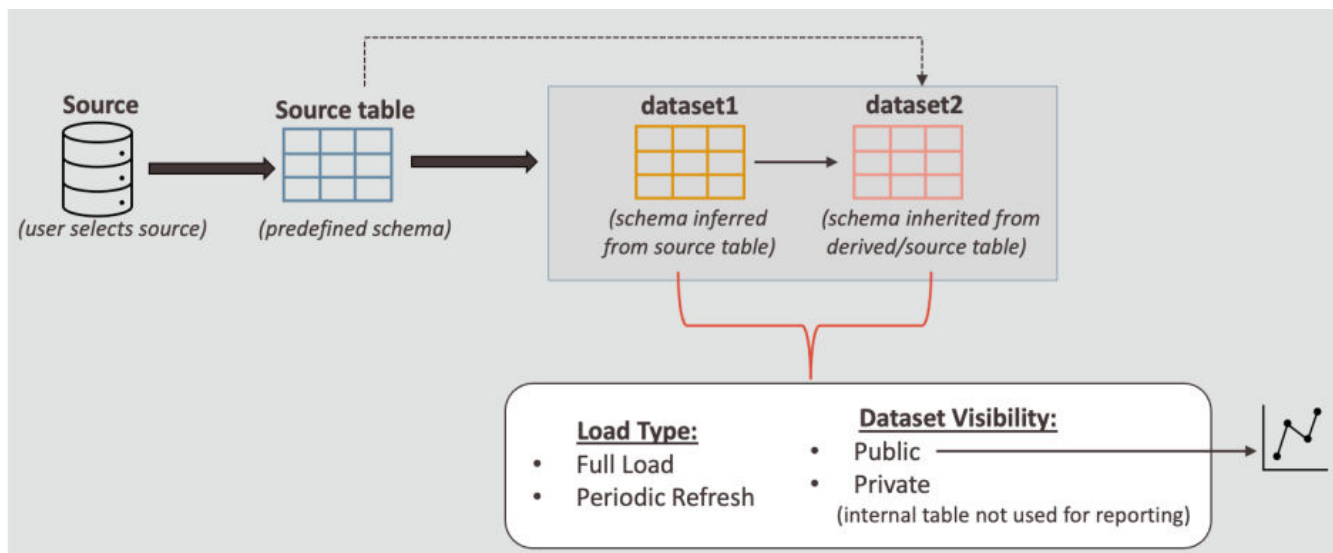 Source
Source table
dataset1
dataset2
(user selects source)
(predefined schema)
(schema inferred
from source table)
(schema inherited from
derived/source table)
Load Type:
• Full Load
• Periodic Refresh
Dataset Visibility:
• Public
• Private
(internal table not used for reporting)